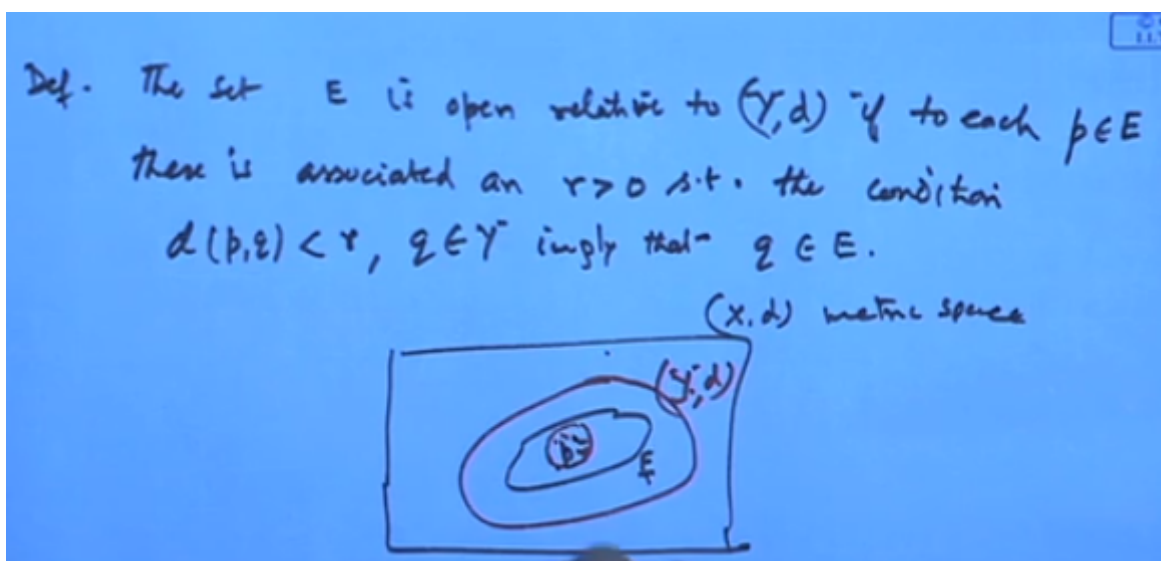 Def. The set E is open relative to (Y,d) if to each p∈E
there is associated an r>0 s.t. the condition
d(p,q)<r, q∈Y imply that q∈E.
(X,d) metric space
(Y,d)
p
E